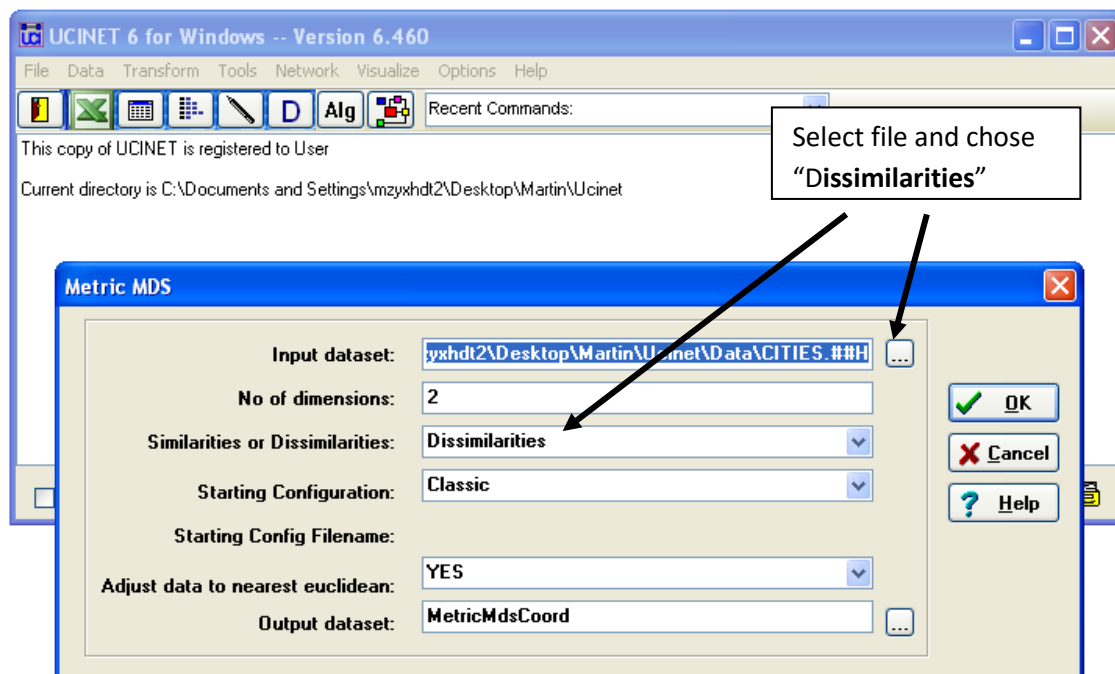 UCINET 6 for Windows -- Version 6.460
File Data Transform Tools Network Visualize Options Help
D Alg Recent Commands:
This copy of UCINET is registered to User
Current directory is C:\Documents and Settings\mzyxhdt2\Desktop\Martin\Ucinet
Select file and chose
“Dissimilarities”
Metric MDS
Input dataset: yxhdt2\Desktop\Martin\Ucinet\Data\CITIES.##H ...
No of dimensions: 2
OK
Similarities or Dissimilarities: Dissimilarities
Cancel
Starting Configuration: Classic
Help
Starting Config Filename:
Adjust data to nearest euclidean: YES
Output dataset: MetricMdsCoord ...